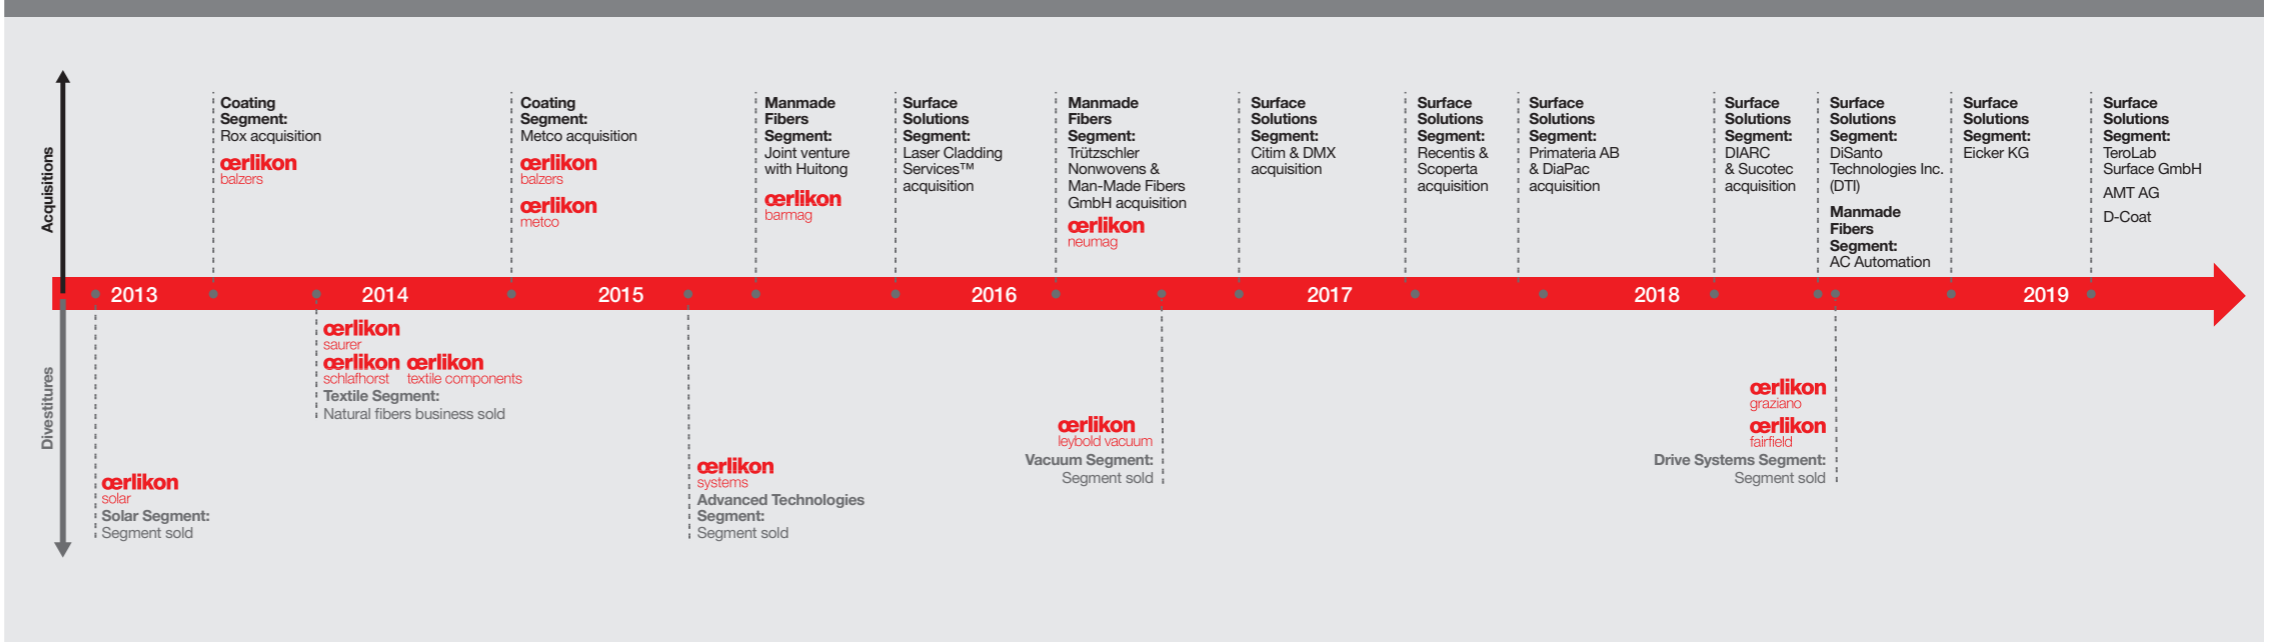 Acquisitions
Coating
Segment:
Rox acquisition
œrlikon
balzers
Coating
Segment:
Metco acquisition
œrlikon
balzers
œrlikon
metco
Manmade
Fibers
Segment:
Joint venture
with Huitong
œrlikon
barmag
Surface
Solutions
Segment:
Laser Cladding
Services™
acquisition
Manmade
Fibers
Segment:
Trützschler
Nonwovens &
Man-Made Fibers
GmbH acquisition
œrlikon
neumag
Surface
Solutions
Segment:
Citim & DMX
acquisition
Surface
Solutions
Segment:
Recentis &
Scoperta
acquisition
Surface
Solutions
Segment:
Primateria AB
& DiaPac
acquisition
Surface
Solutions
Segment:
DIARC
& Sucotec
acquisition
Surface
Solutions
Segment:
DiSanto
Technologies Inc.
(DTI)
Manmade
Fibers
Segment:
AC Automation
Surface
Solutions
Segment:
Eicker KG
Surface
Solutions
Segment:
TeroLab
Surface GmbH
AMT AG
D-Coat
2013 2014 2015 2016 2017 2018 2019
Divestitures
œrlikon
solar
Solar Segment:
Segment sold
œrlikon
saurer
œrlikon œrlikon
schlafhorst textile components
Textile Segment:
Natural fibers business sold
œrlikon
systems
Advanced Technologies
Segment:
Segment sold
œrlikon
leybold vacuum
Vacuum Segment:
Segment sold
œrlikon
graziano
œrlikon
fairfield
Drive Systems Segment:
Segment sold